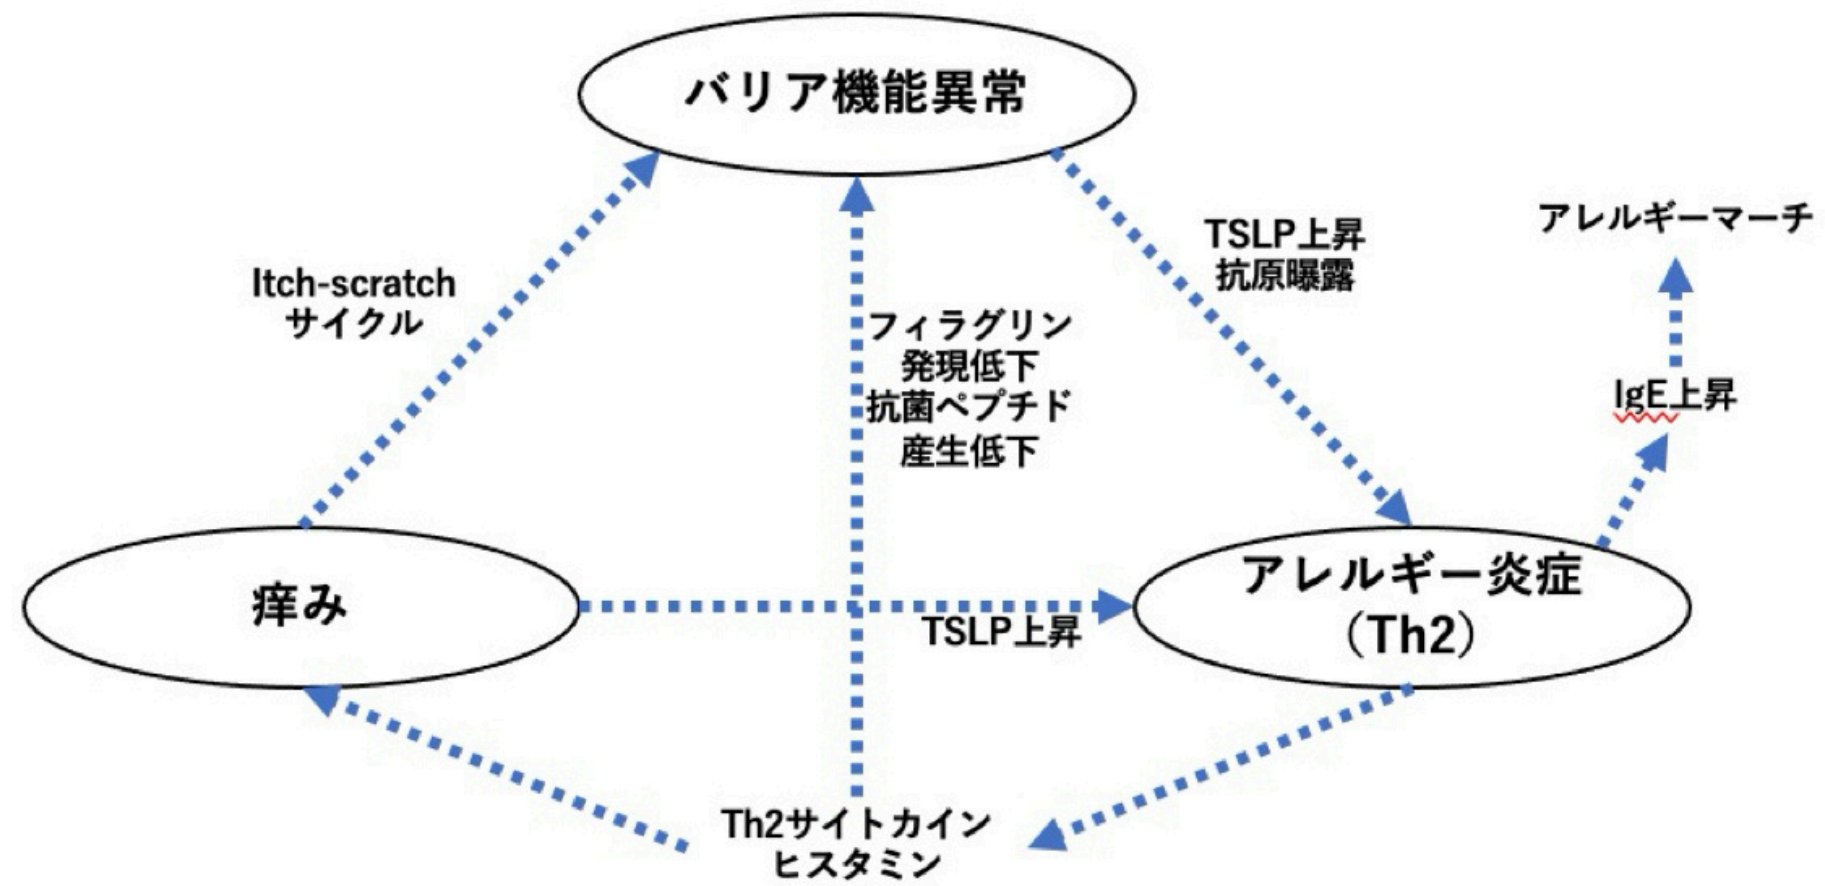 バリア機能異常
アレルギーマーチ
TSLP上昇
抗原曝露
Itch-scratch
サイクル
フィラグリン
発現低下
抗菌ペプチド
産生低下
IgE上昇
痒み
アレルギー炎症
（Th2）
TSLP上昇
Th2サイトカイン
ヒスタミン